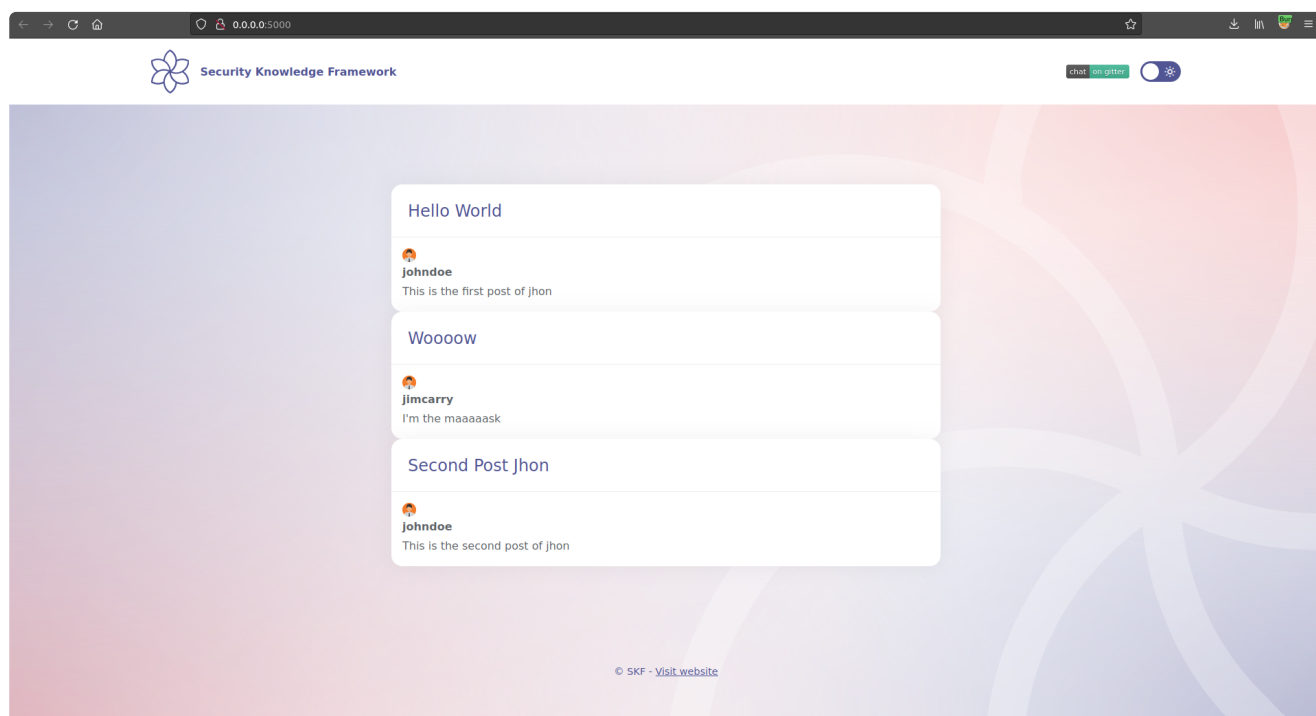 0.0.0.0:5000
Bur
Security Knowledge Framework
chat on gitter
Hello World
johndoe
This is the first post of jhon
Woooow
jimcarry
I'm the maaaaask
Second Post Jhon
johndoe
This is the second post of jhon
© SKF - Visit website